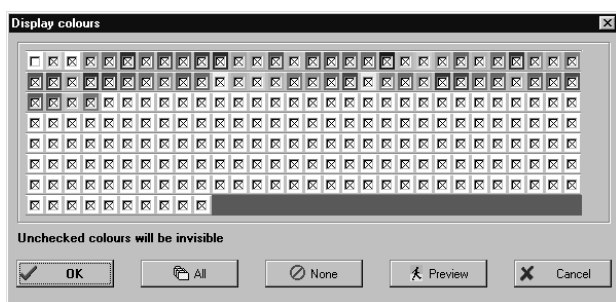 Display colours
Unchecked colours will be invisible
OK All None Preview Cancel